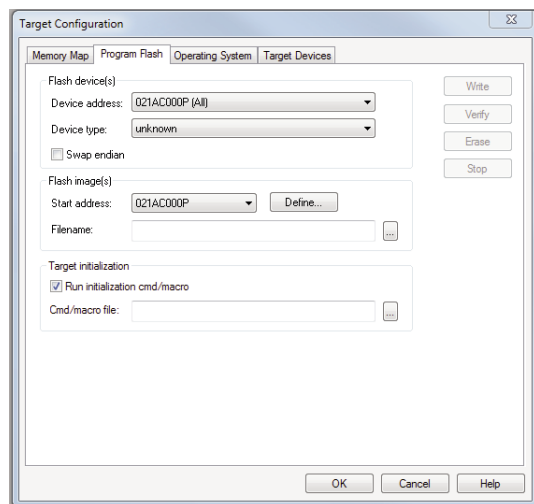 Target Configuration
Memory Map Program Flash Operating System Target Devices
Flash device(s)
Device address: 021AC000P (All)
Device type: unknown
Swap endian
Write
Verify
Erase
Stop
Flash image(s)
Start address: 021AC000P Define...
Filename: ...
Target initialization
Run initialization cmd/macro
Cmd/macro file: ...
OK Cancel Help